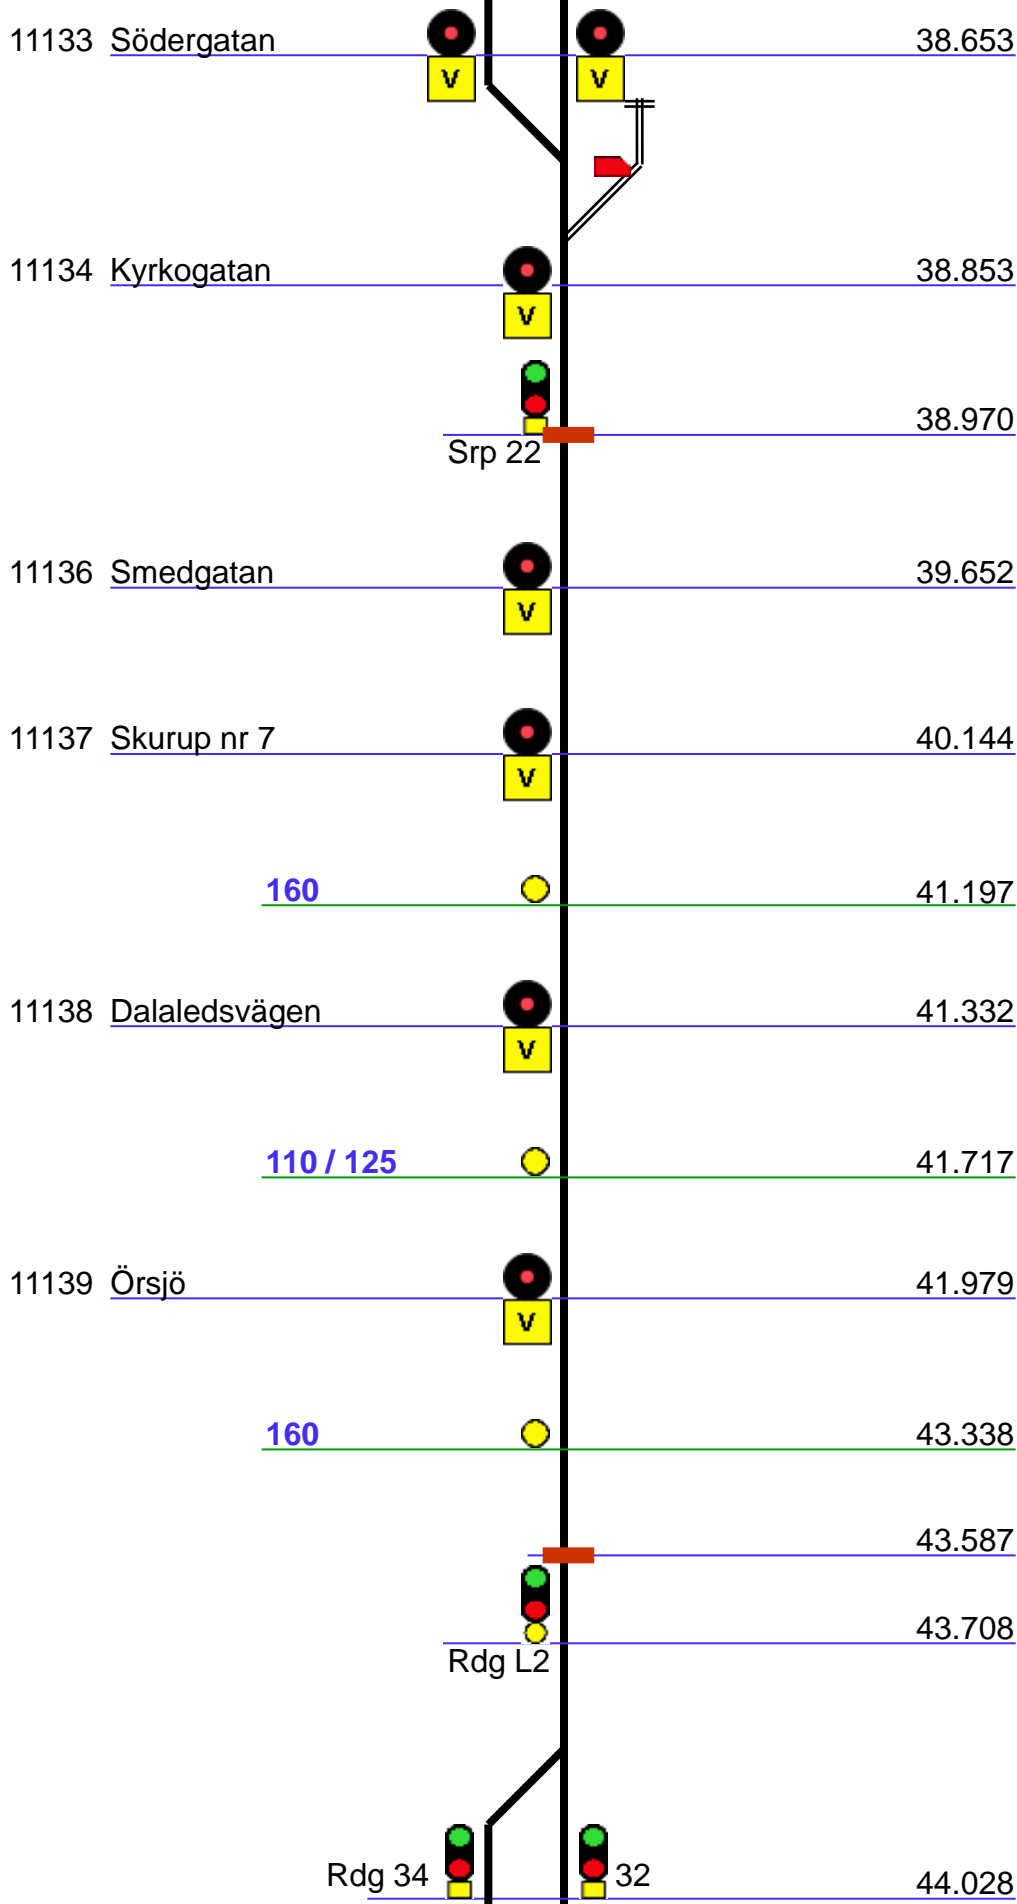 11133 Södergatan 38.653
V V
11134 Kyrkogatan 38.853
V
38.970
Srp 22
11136 Smedgatan 39.652
V
11137 Skurup nr 7 40.144
V
160 41.197
11138 Dalaledsvägen 41.332
V
110 / 125 41.717
11139 Örsjö 41.979
V
160 43.338
43.587
43.708
Rdg L2
Rdg 34 32 44.028